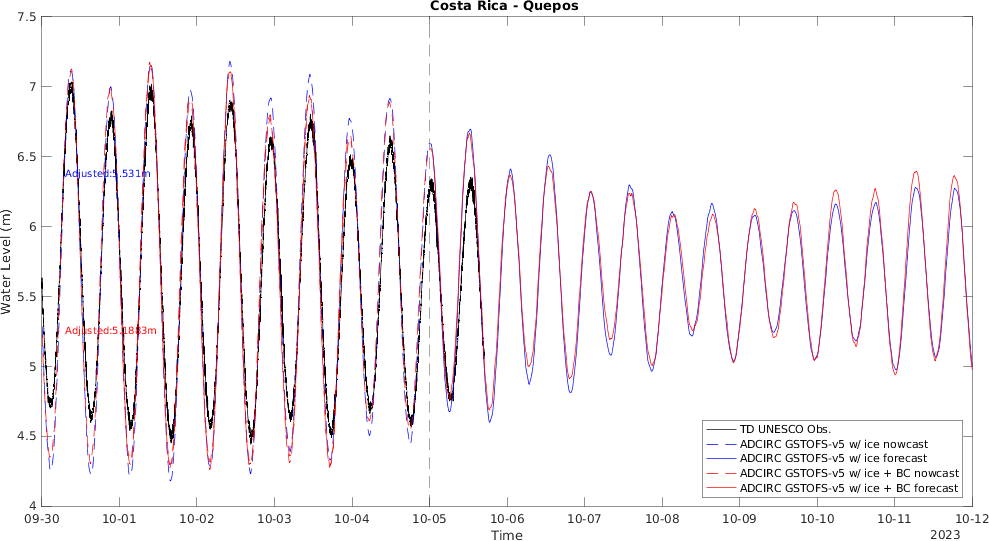 Costa Rica - Quepos
7.5
7
6.5
6
5.5
5
4.5
4
Water Level (m)
Adjusted:5.531m
Adjusted:5.1883m
TD UNESCO Obs.
ADCIRC GSTOFS-v5 w/ ice nowcast
ADCIRC GSTOFS-v5 w/ ice forecast
ADCIRC GSTOFS-v5 w/ ice + BC nowcast
ADCIRC GSTOFS-v5 w/ ice + BC forecast
09-30 10-01 10-02 10-03 10-04 10-05 10-06 10-07 10-08 10-09 10-10 10-11 10-12
Time
2023